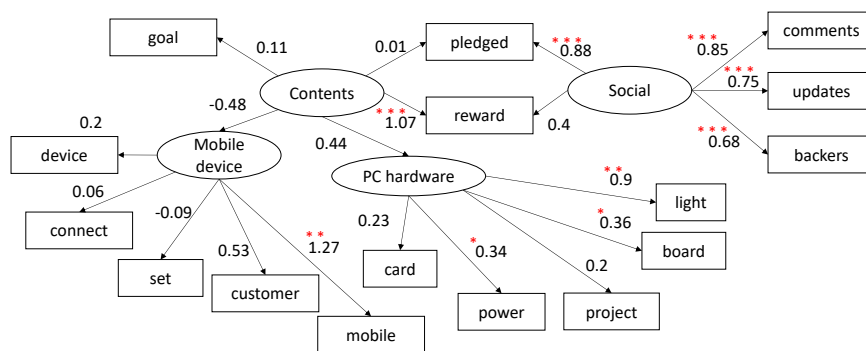 goal
0.11
0.01
pledged
***
0.88
comments
***
0.85
Contents
Social
***
0.75
updates
-0.48
***
1.07
reward
0.4
***
0.68
backers
0.2
device
Mobile
device
0.44
PC hardware
**
0.9
light
0.06
connect
-0.09
0.53
**
1.27
0.23
*
0.34
*
0.36
board
0.2
set
customer
card
mobile
power
project